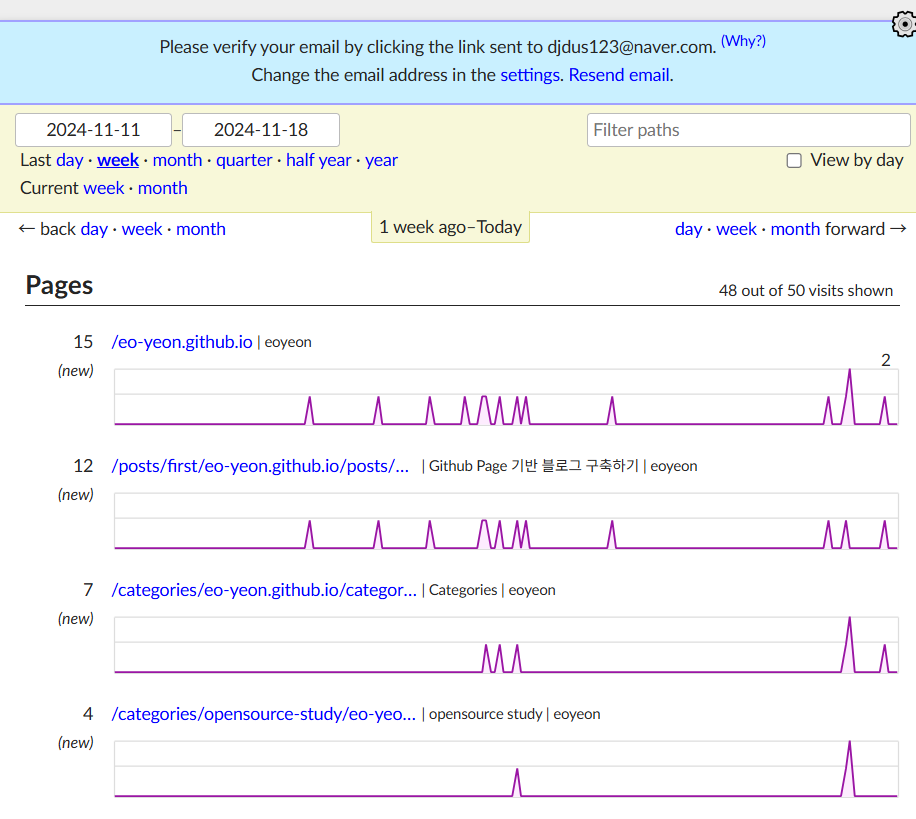 Please verify your email by clicking the link sent to djdus123@naver.com. (Why?)
Change the email address in the settings. Resend email.
2024-11-11 – 2024-11-18 Filter paths
Last day · week · month · quarter · half year · year View by day
Current week · month
← back day · week · month 1 week ago–Today day · week · month forward →
Pages 48 out of 50 visits shown
15 /eo-yeon.github.io | eoyeon
(new) 2
12 /posts/first/eo-yeon.github.io/posts/... | Github Page 기반 블로그 구축하기 | eoyeon
(new)
7 /categories/eo-yeon.github.io/categor... | Categories | eoyeon
(new)
4 /categories/opensource-study/eo-yeo... | opensource study | eoyeon
(new)